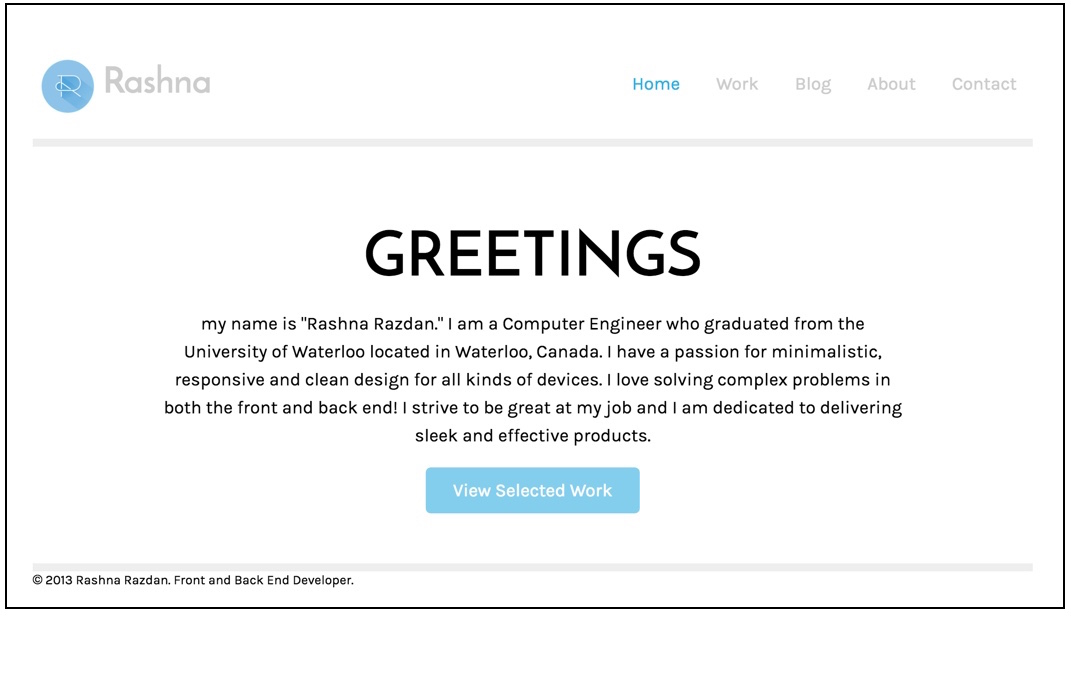 R Rashna
Home Work Blog About Contact
GREETINGS
my name is "Rashna Razdan." I am a Computer Engineer who graduated from the
University of Waterloo located in Waterloo, Canada. I have a passion for minimalistic,
responsive and clean design for all kinds of devices. I love solving complex problems in
both the front and back end! I strive to be great at my job and I am dedicated to delivering
sleek and effective products.
View Selected Work
© 2013 Rashna Razdan. Front and Back End Developer.